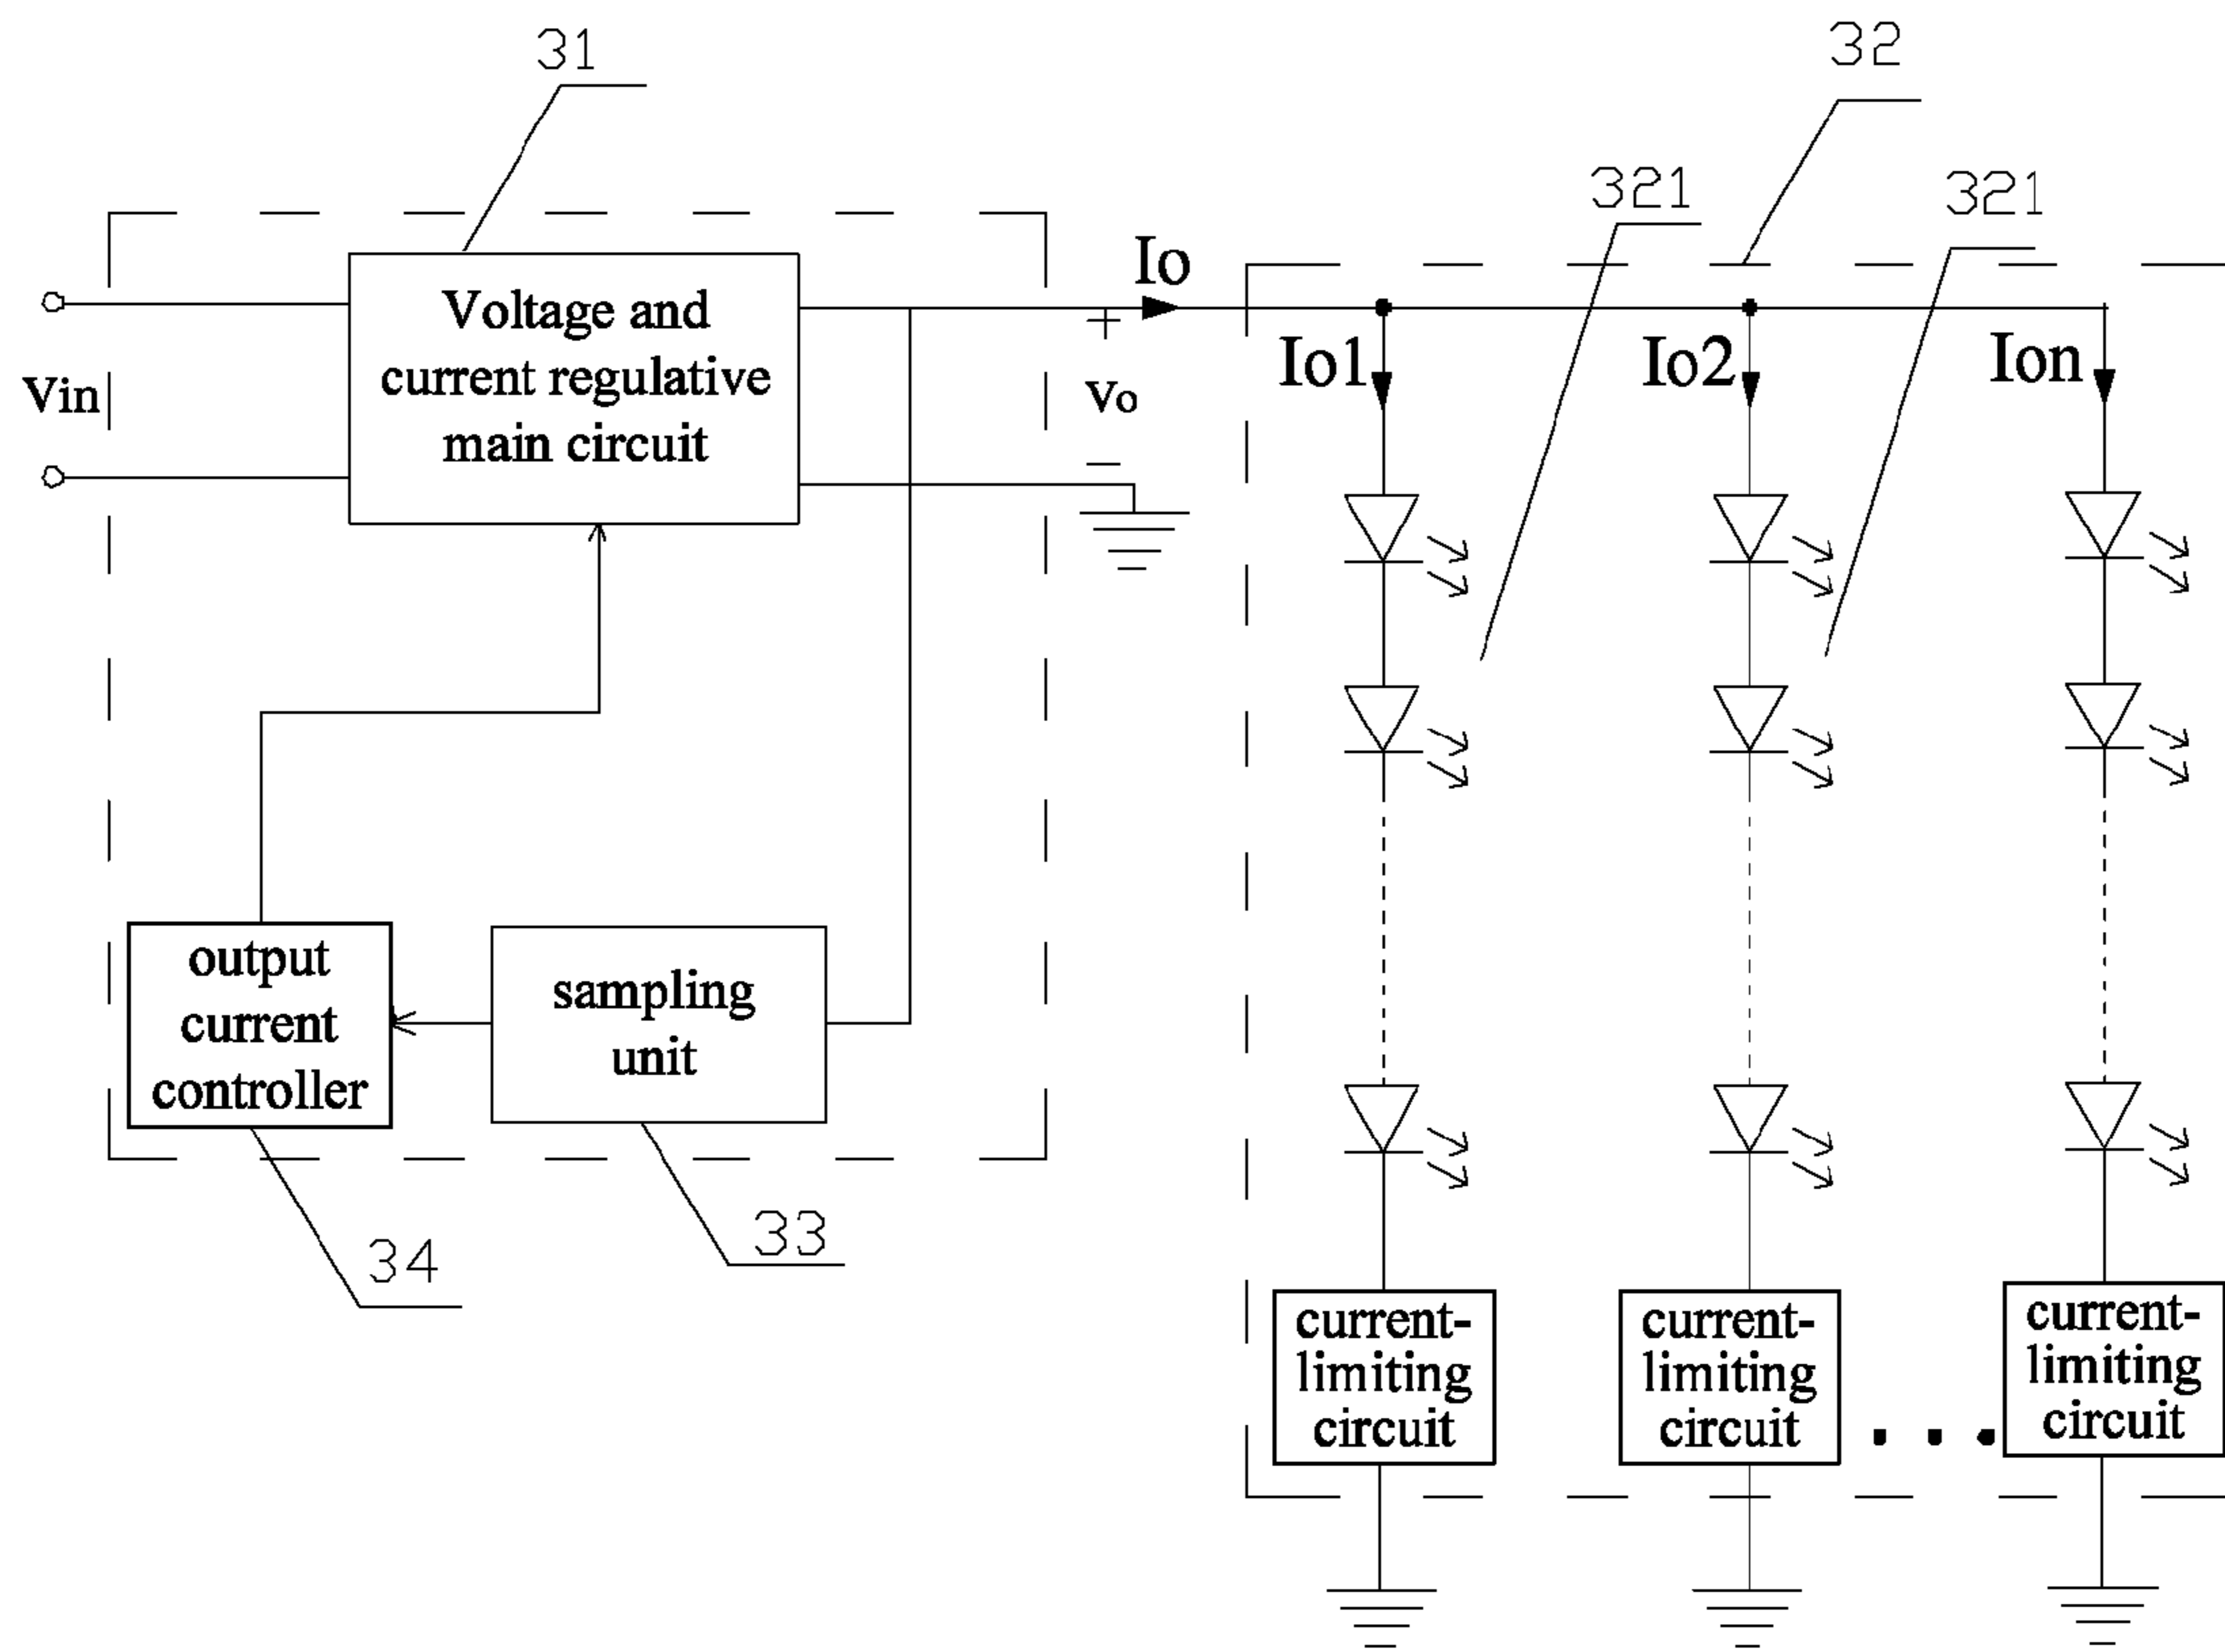 31
32
321
321
Voltage and
current regulative
main circuit
Vin
Io
+
Vo
−
Io1
Io2
Ion
output
current
controller
sampling
unit
34
33
current-
limiting
circuit
current-
limiting
circuit
...
current-
limiting
circuit